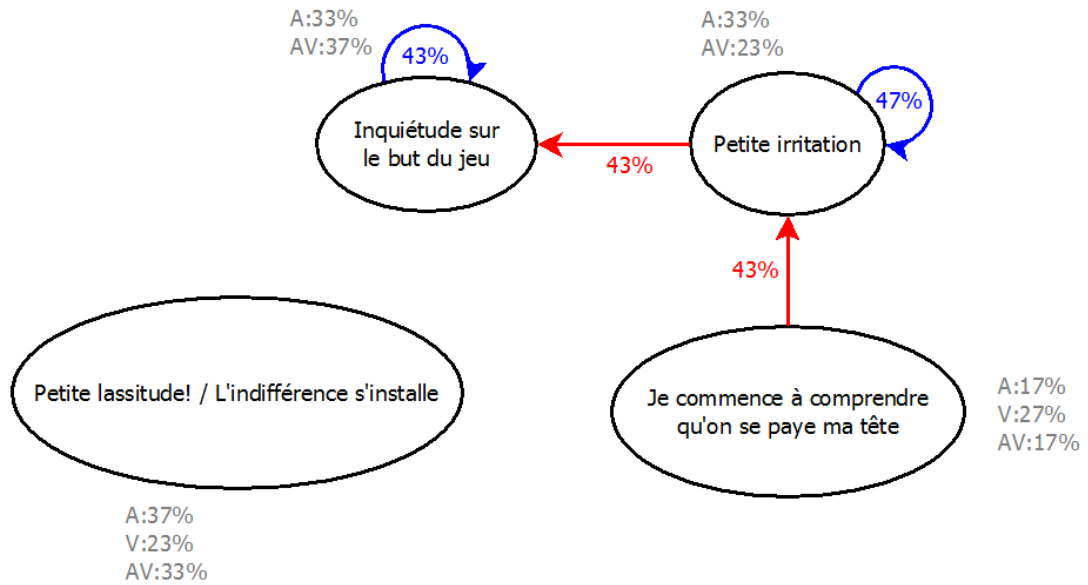 A:33%
AV:37%
43%
Inquiétude sur
le but du jeu
A:33%
AV:23%
47%
Petite irritation
43%
43%
Petite lassitude! / L'indifférence s'installe
A:37%
V:23%
AV:33%
Je commence à comprendre
qu'on se paye ma tête
A:17%
V:27%
AV:17%